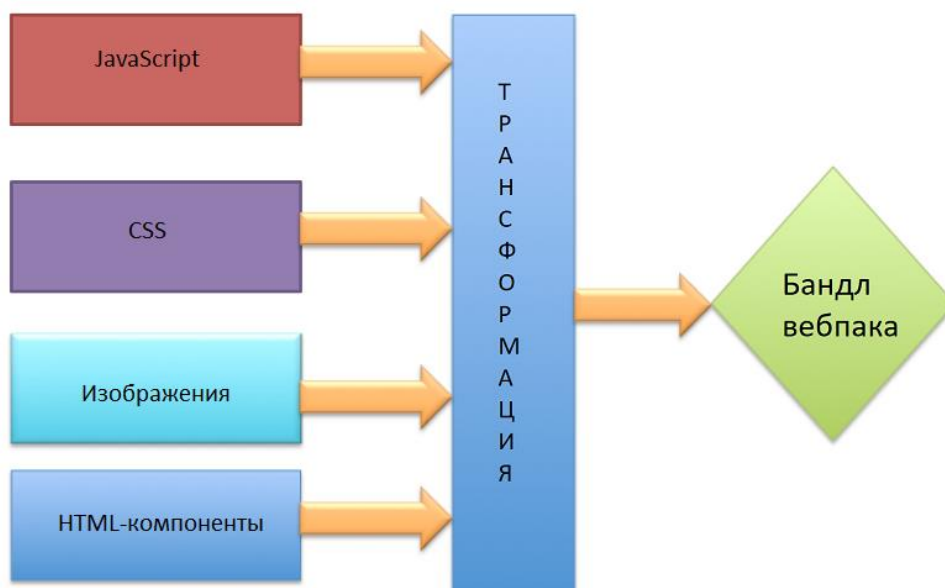 JavaScript
CSS
Изображения
HTML-компоненты
Т
Р
А
Н
С
Ф
О
Р
М
А
Ц
И
Я
Бандл
вебпака